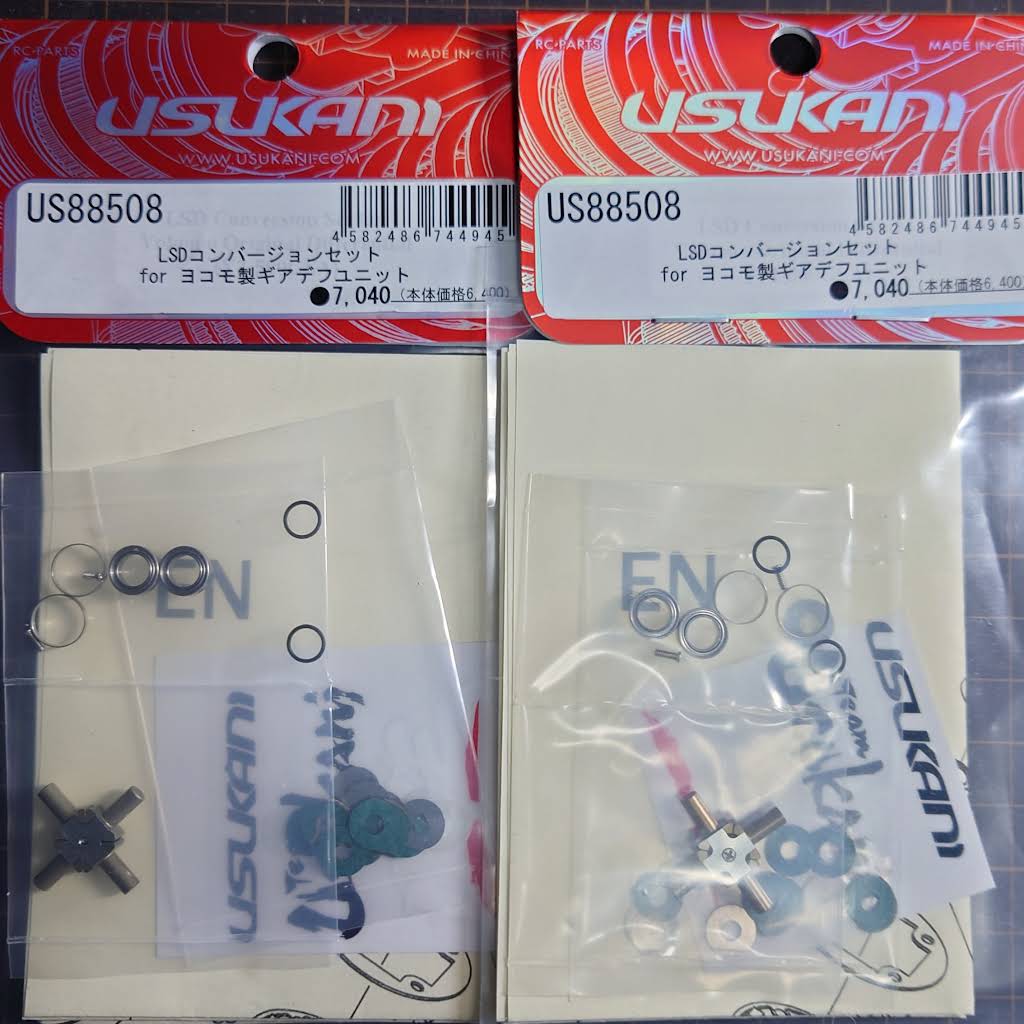 RC-PARTS
MADE IN CHIN
USUKANI
WWW.USUKANI.COM
US88508
4 582486 744945
LSDコンバージョンセット
for ヨコモ製ギアデフユニット
●7,040 (本体価格6,400)
EN
USUKANI
RC-PARTS
MADE IN CHIN
USUKANI
WWW.USUKANI.COM
US88508
4 582486 744945
LSDコンバージョンセット
for ヨコモ製ギアデフユニット
●7,040 (本体価格6,400)
EN
Team
USUKANI